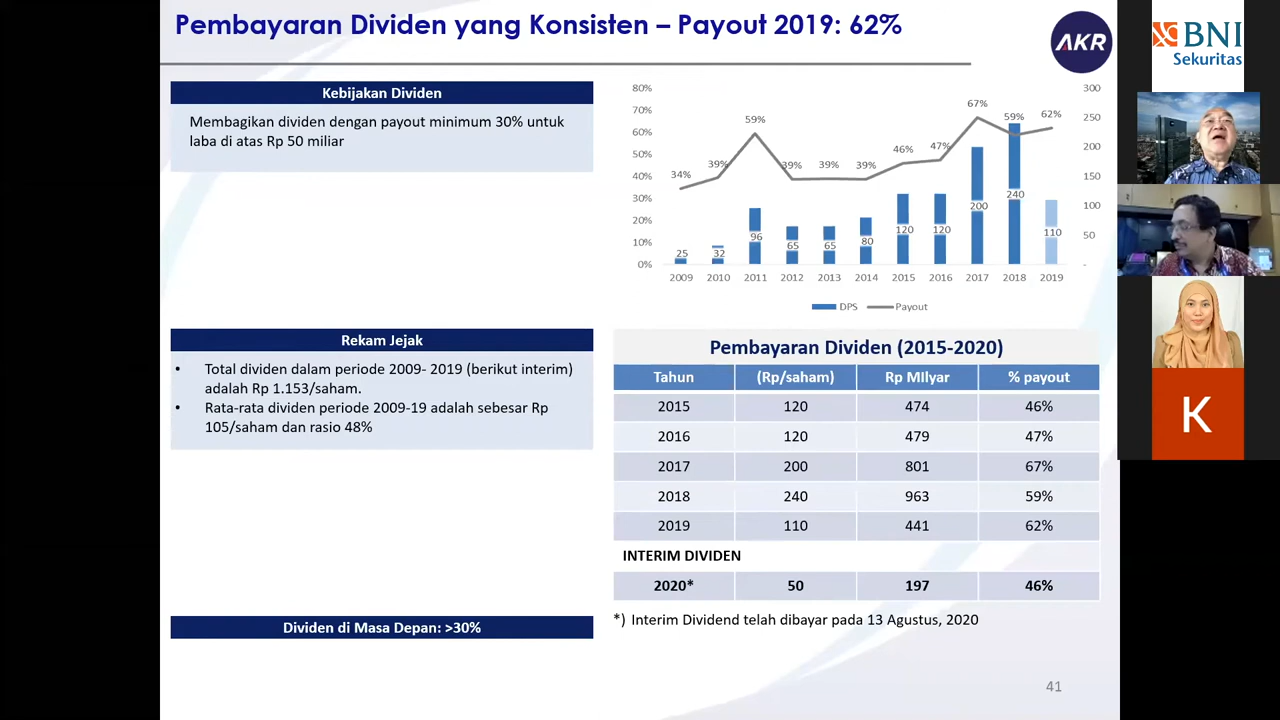 Pembayaran Dividen yang Konsisten – Payout 2019: 62%
AKR
BNI
Sekuritas
Kebijakan Dividen
Membagikan dividen dengan payout minimum 30% untuk
laba di atas Rp 50 miliar
80%
70%
60%
50%
40%
30%
20%
10%
0%
300
250
200
150
100
50
-
34%
39%
59%
39%
39%
39%
46%
47%
67%
59%
62%
25
32
96
65
65
80
120
120
200
240
110
2009 2010 2011 2012 2013 2014 2015 2016 2017 2018 2019
DPS Payout
Rekam Jejak
• Total dividen dalam periode 2009- 2019 (berikut interim)
adalah Rp 1.153/saham.
• Rata-rata dividen periode 2009-19 adalah sebesar Rp
105/saham dan rasio 48%
Pembayaran Dividen (2015-2020)
Tahun (Rp/saham) Rp MIlyar % payout
2015 120 474 46%
2016 120 479 47%
2017 200 801 67%
2018 240 963 59%
2019 110 441 62%
INTERIM DIVIDEN
2020* 50 197 46%
*) Interim Dividend telah dibayar pada 13 Agustus, 2020
Dividen di Masa Depan: >30%
41
K